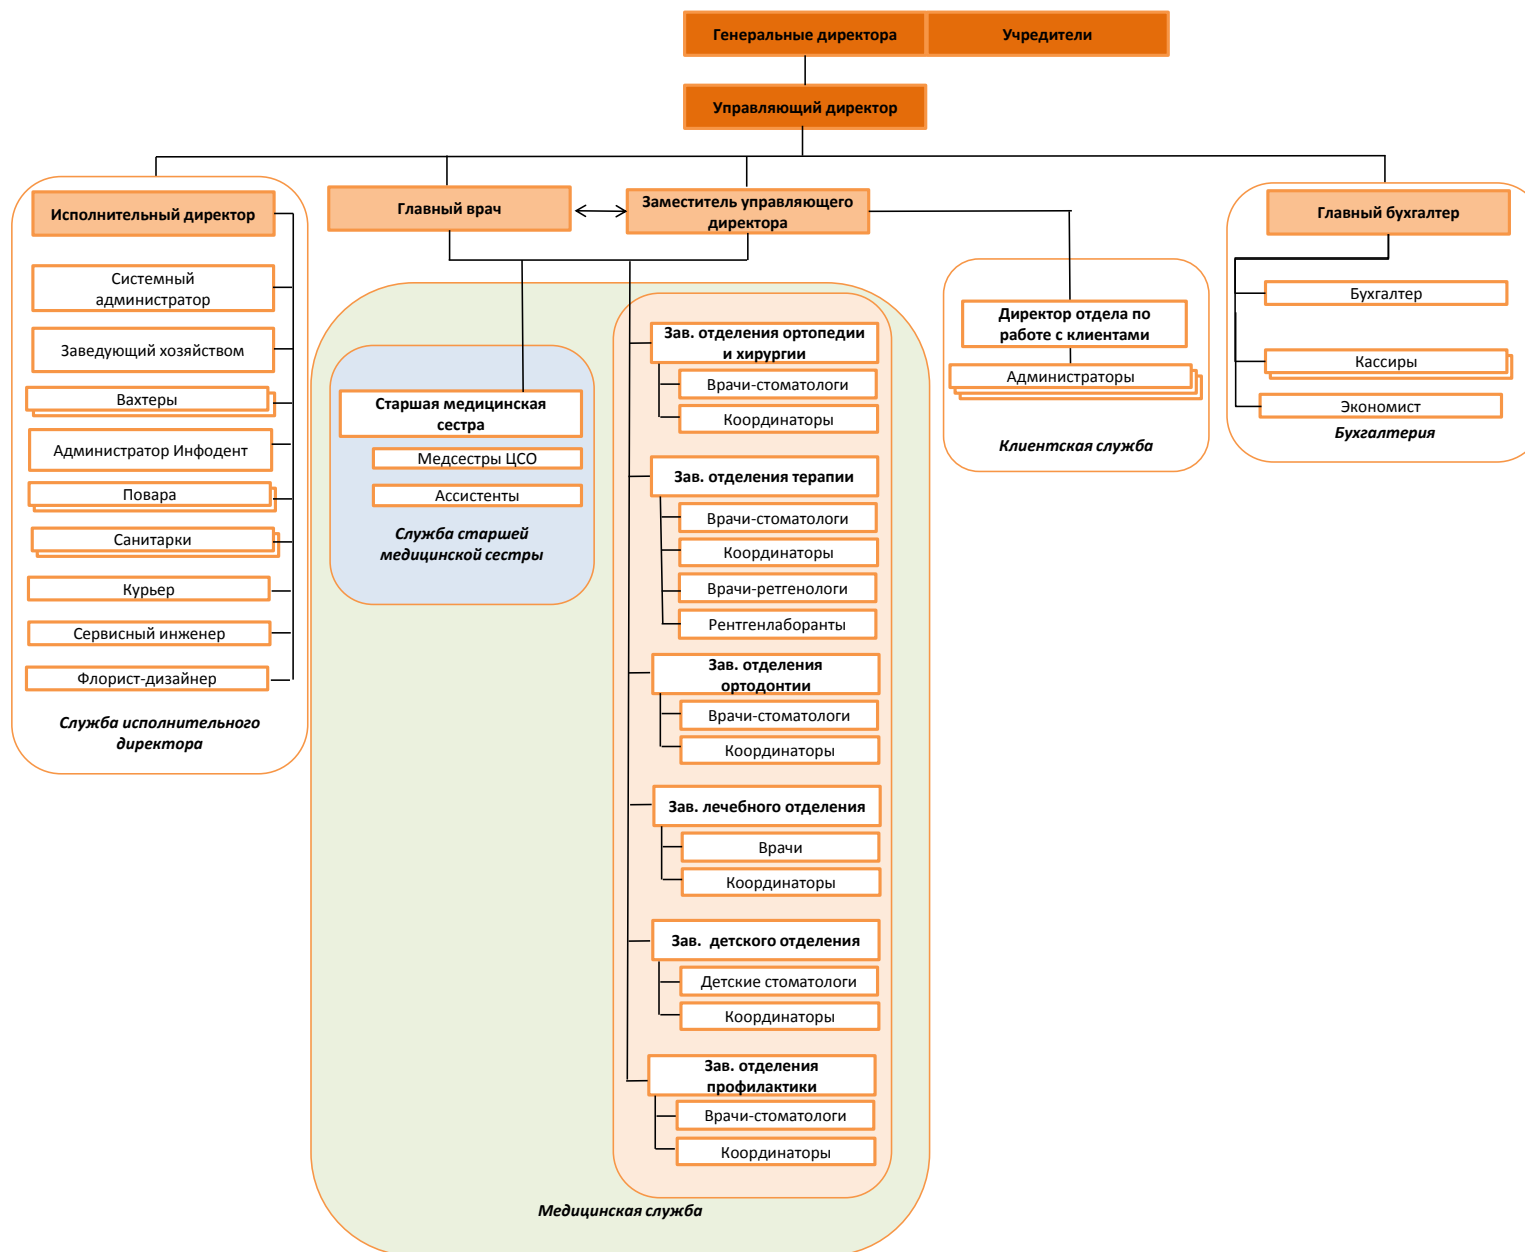 Генеральные директора
Учредители
Управляющий директор
Исполнительный директор
Системный
администратор
Заведующий хозяйством
Вахтеры
Администратор Инфодент
Повара
Санитарки
Курьер
Сервисный инженер
Флорист-дизайнер
Служба исполнительного
директора
Главный врач
Заместитель управляющего
директора
Старшая медицинская
сестра
Медсестры ЦСО
Ассистенты
Служба старшей
медицинской сестры
Зав. отделения ортопедии
и хирургии
Врачи-стоматологи
Координаторы
Зав. отделения терапии
Врачи-стоматологи
Координаторы
Врачи-ретгенологи
Рентгенлаборанты
Зав. отделения
ортодонтии
Врачи-стоматологи
Координаторы
Зав. лечебного отделения
Врачи
Координаторы
Зав. детского отделения
Детские стоматологи
Координаторы
Зав. отделения
профилактики
Врачи-стоматологи
Координаторы
Медицинская служба
Директор отдела по
работе с клиентами
Администраторы
Клиентская служба
Главный бухгалтер
Бухгалтер
Кассиры
Экономист
Бухгалтерия